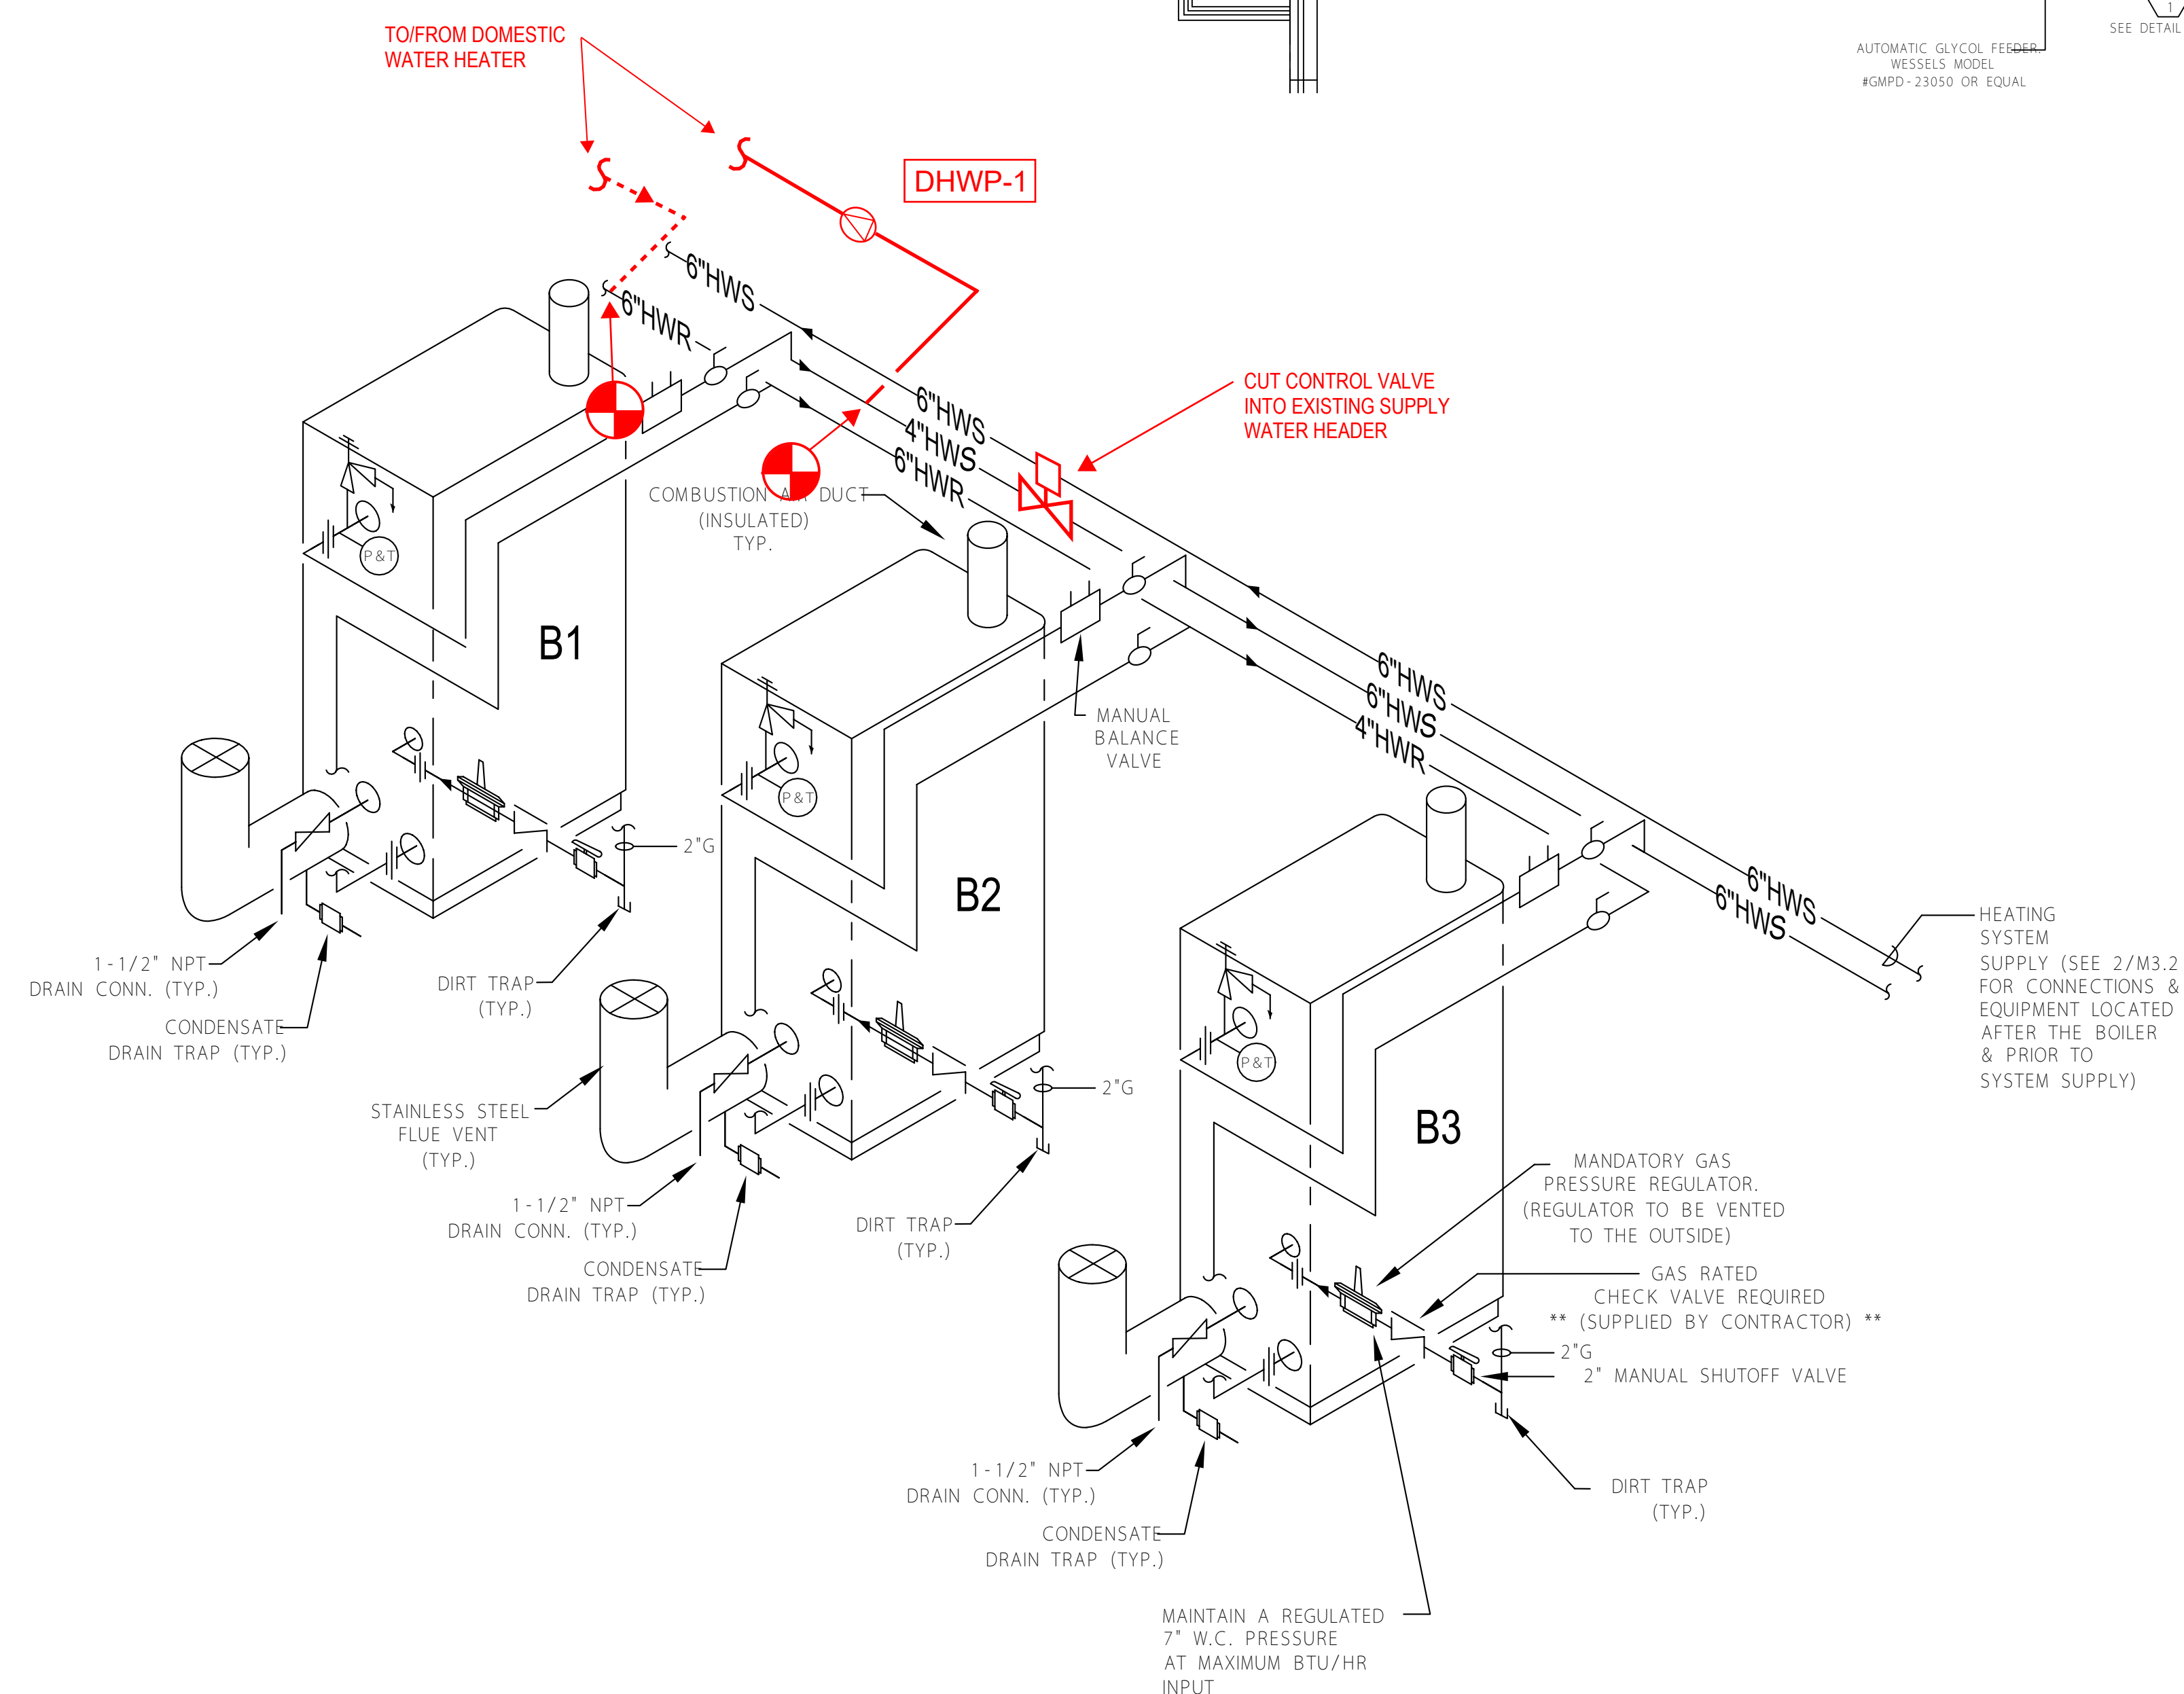 TO/FROM DOMESTIC
WATER HEATER
1
SEE DETAIL
AUTOMATIC GLYCOL FEEDER.
WESSELS MODEL
#GMPD-23050 OR EQUAL
DHWP-1
6"HWS
6"HWR
CUT CONTROL VALVE
INTO EXISTING SUPPLY
WATER HEADER
6"HWS
4"HWS
6"HWR
COMBUSTION AIR DUCT
(INSULATED)
TYP.
P&T
B1
6"HWS
6"HWS
4"HWR
MANUAL
BALANCE
VALVE
P&T
2"G
B2
6"HWS
6"HWS
HEATING
SYSTEM
SUPPLY (SEE 2/M3.2
FOR CONNECTIONS &
EQUIPMENT LOCATED
AFTER THE BOILER
& PRIOR TO
SYSTEM SUPPLY)
1-1/2" NPT
DRAIN CONN. (TYP.)
DIRT TRAP
(TYP.)
CONDENSATE
DRAIN TRAP (TYP.)
P&T
2"G
STAINLESS STEEL
FLUE VENT
(TYP.)
B3
MANDATORY GAS
PRESSURE REGULATOR.
(REGULATOR TO BE VENTED
TO THE OUTSIDE)
1-1/2" NPT
DRAIN CONN. (TYP.)
DIRT TRAP
(TYP.)
CONDENSATE
DRAIN TRAP (TYP.)
GAS RATED
CHECK VALVE REQUIRED
** (SUPPLIED BY CONTRACTOR) **
2"G
2" MANUAL SHUTOFF VALVE
1-1/2" NPT
DRAIN CONN. (TYP.)
DIRT TRAP
(TYP.)
CONDENSATE
DRAIN TRAP (TYP.)
MAINTAIN A REGULATED
7" W.C. PRESSURE
AT MAXIMUM BTU/HR
INPUT